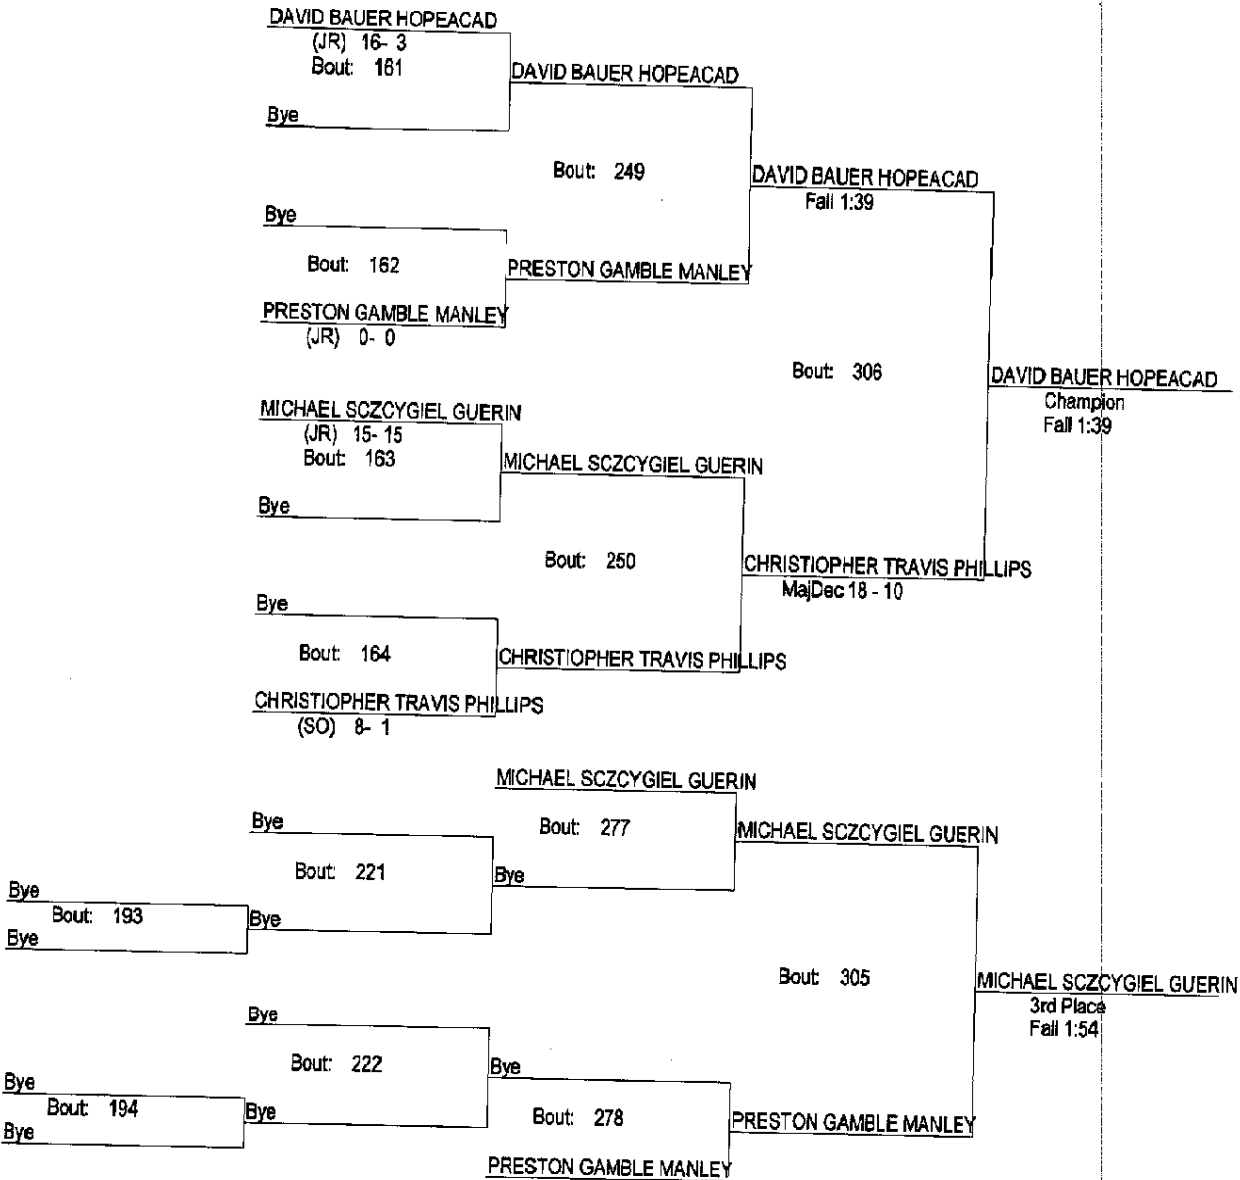 DAVID BAUER HOPEACAD
(JR) 16- 3
Bout: 161
DAVID BAUER HOPEACAD
Bye
Bout: 249
DAVID BAUER HOPEACAD
Fall 1:39
Bye
Bout: 162
PRESTON GAMBLE MANLEY
PRESTON GAMBLE MANLEY
(JR) 0- 0
Bout: 306
DAVID BAUER HOPEACAD
Champion
Fall 1:39
MICHAEL SCZCYGIEL GUERIN
(JR) 15- 15
Bout: 163
MICHAEL SCZCYGIEL GUERIN
Bye
Bout: 250
CHRISTIOPHER TRAVIS PHILLIPS
MajDec 18 - 10
Bye
Bout: 164
CHRISTIOPHER TRAVIS PHILLIPS
CHRISTIOPHER TRAVIS PHILLIPS
(SO) 8- 1
MICHAEL SCZCYGIEL GUERIN
Bye
Bout: 277
MICHAEL SCZCYGIEL GUERIN
Bout: 221
Bye
Bye
Bout: 193
Bye
Bye
Bout: 305
MICHAEL SCZCYGIEL GUERIN
3rd Place
Fall 1:54
Bye
Bout: 222
Bye
Bye
Bout: 194
Bye
Bye
Bout: 278
PRESTON GAMBLE MANLEY
PRESTON GAMBLE MANLEY